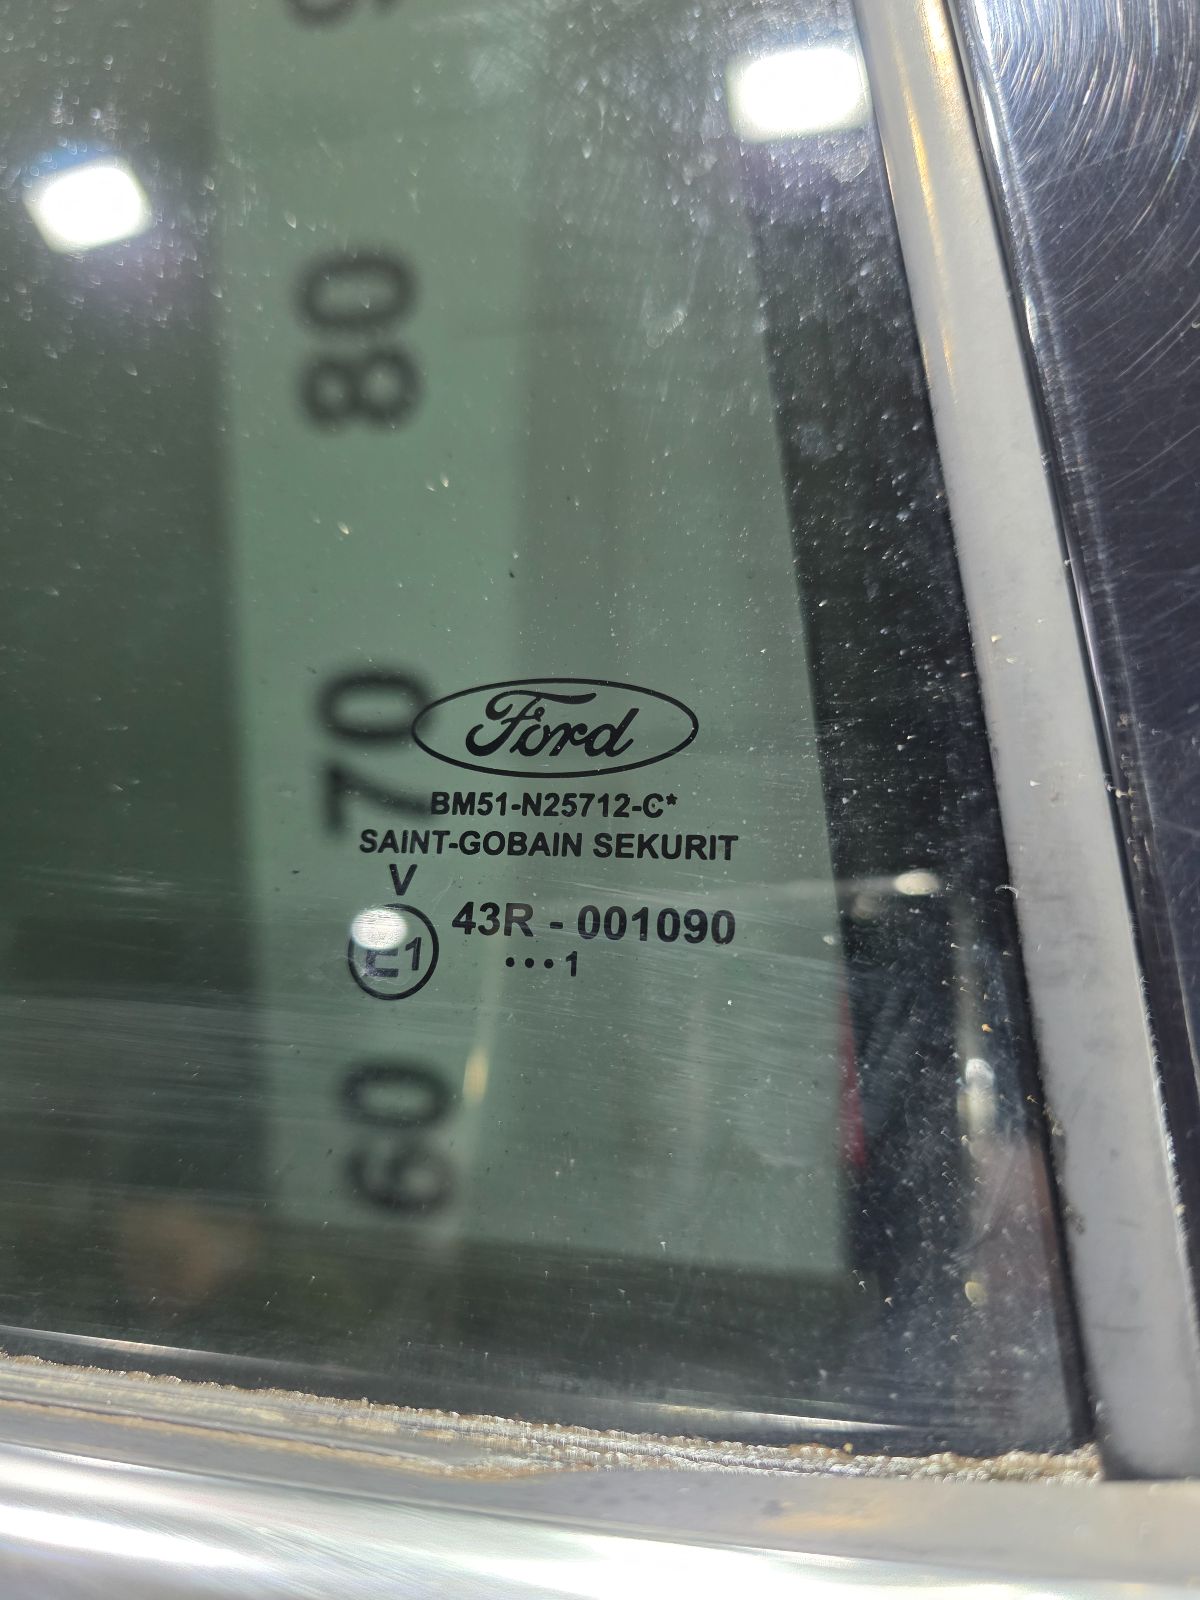 80
70
Ford
BM51-N25712-C*
SAINT-GOBAIN SEKURIT
V
E1 43R - 001090
•••1
60